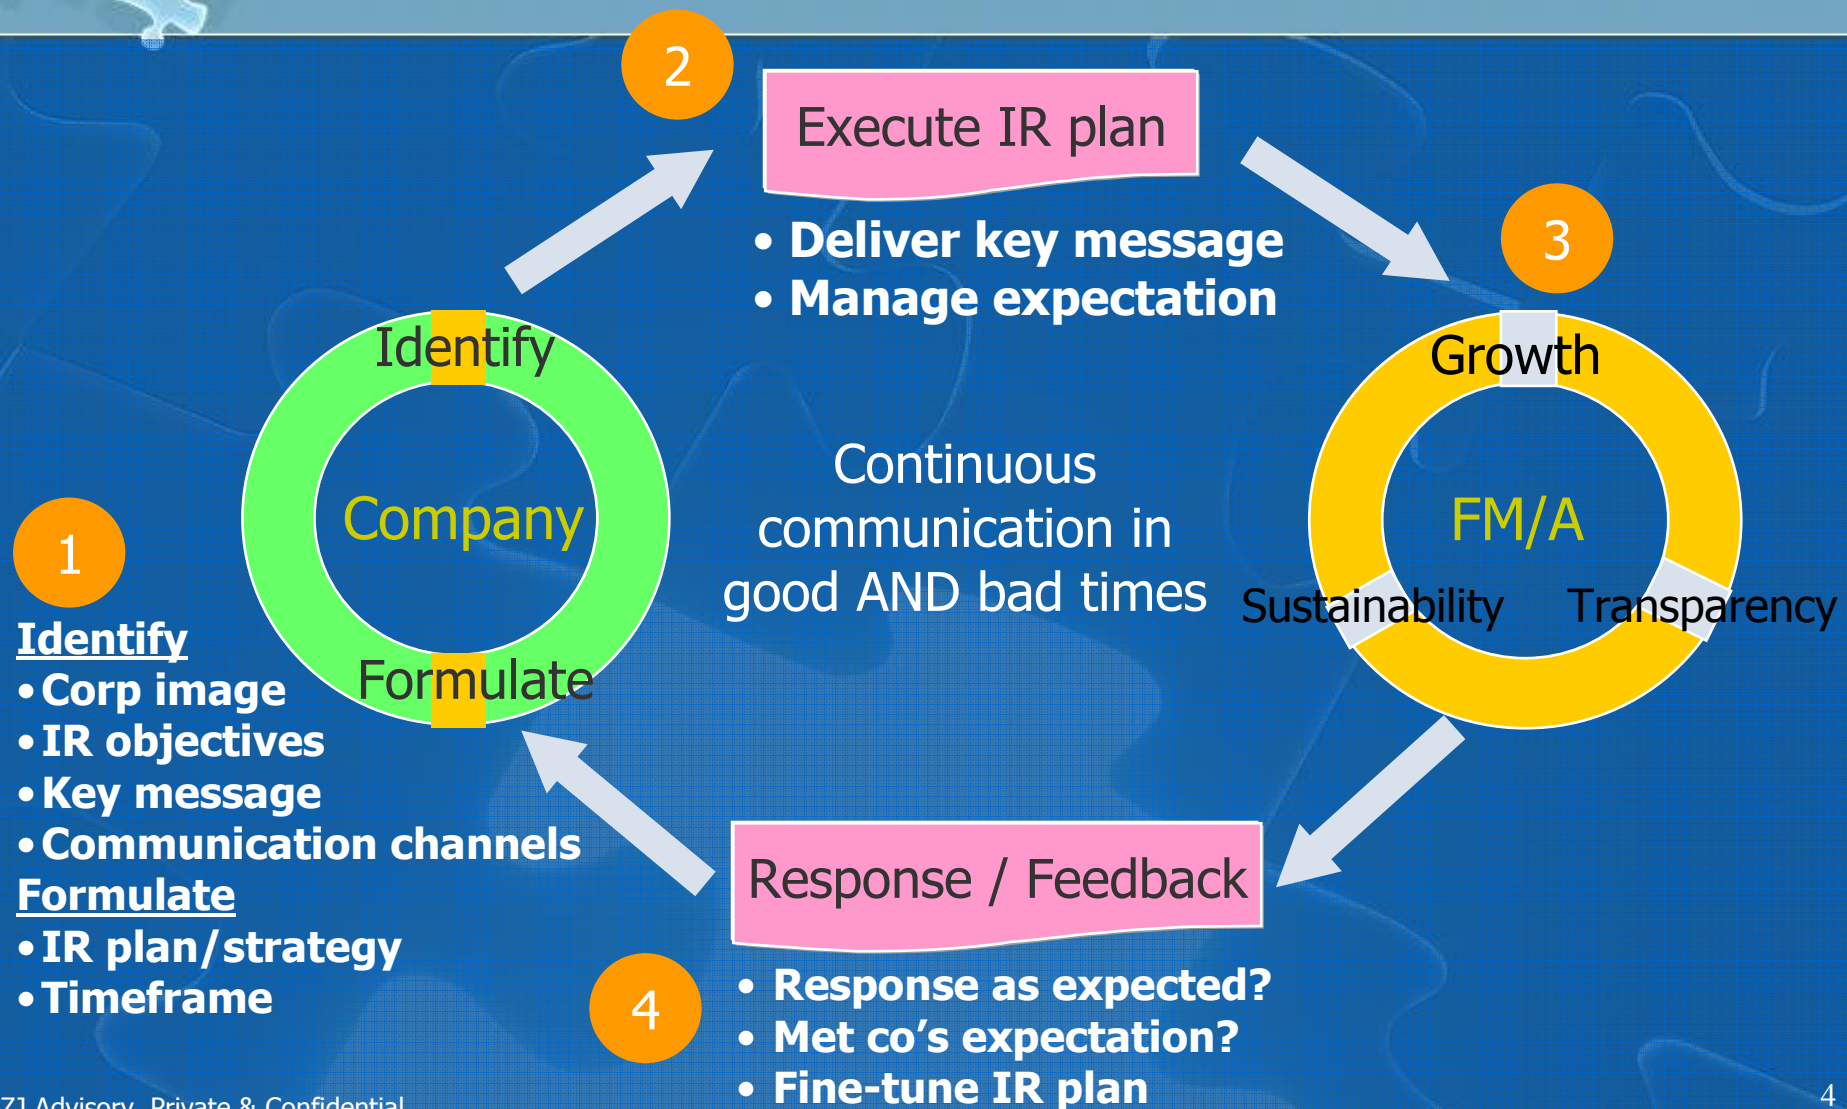 2
Execute IR plan
• Deliver key message
• Manage expectation
3
Identify
Company
Formulate
Growth
FM/A
Sustainability
Transparency
Continuous
communication in
good AND bad times
1
Identify
• Corp image
• IR objectives
• Key message
• Communication channels
Formulate
• IR plan/strategy
• Timeframe
Response / Feedback
4
• Response as expected?
• Met co’s expectation?
• Fine-tune IR plan
ZJ Advisory Private & Confidential
4